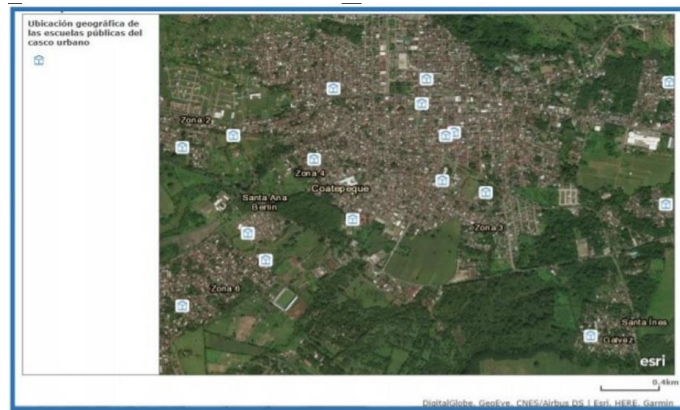 Ubicación geográfica de
las escuelas públicas del
casco urbano
Zona 2
Zona 4
Coatepeque
Santa Ana
Berlin
Zona 3
Zona 6
Santa Ines
Galvez
esri
0.4km
DigitalGlobe, GeoEye, CNES/Airbus DS | Esri, HERE, Garmin